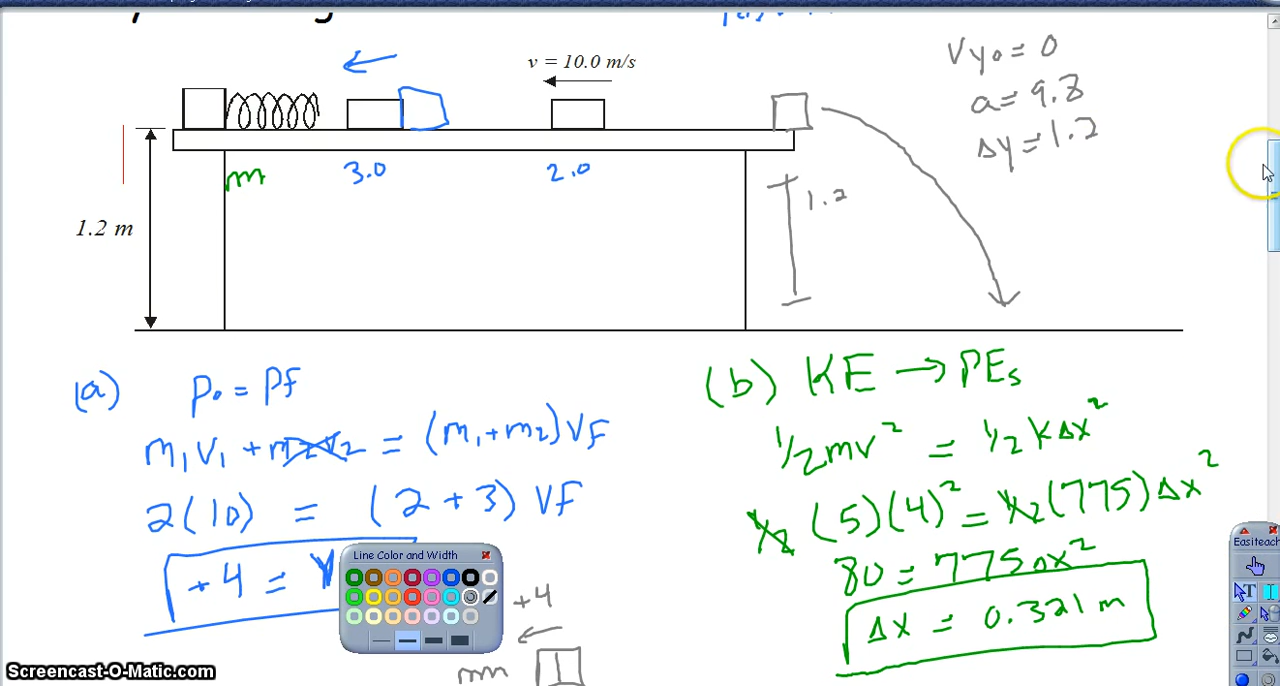 v = 10.0 m/s
Vy0 = 0
a = 9.8
Δy = 1.2
m
3.0
2.0
1.2
1.2 m
(a) Po = Pf
m1V1 + m2V2 = (m1+m2)VF
2(10) = (2+3) VF
+4 =
(b) KE → PEs
1/2mv² = 1/2KΔx²
1/2 (5)(4)² = 1/2(775)Δx²
80 = 775Δx²
Δx = 0.321 m
Line Color and Width
+4
Easiteach
Screencast-O-Matic.com